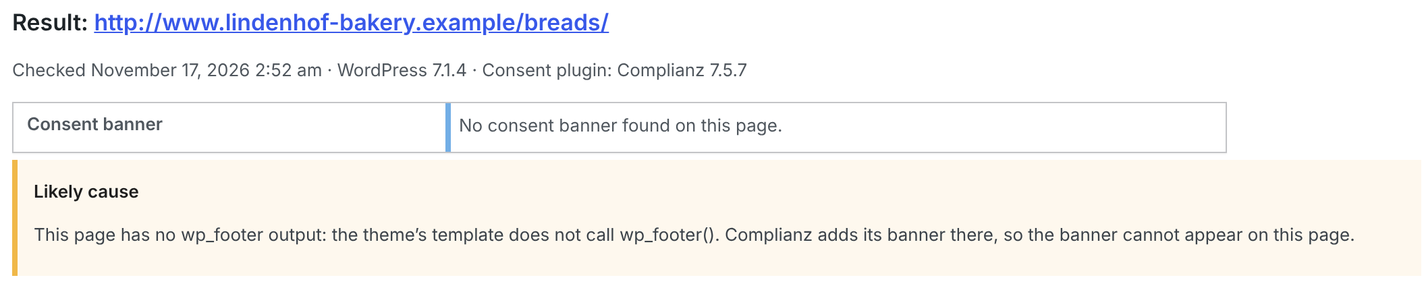 Result: http://www.lindenhof-bakery.example/breads/
Checked November 17, 2026 2:52 am · WordPress 7.1.4 · Consent plugin: Complianz 7.5.7
Consent banner
No consent banner found on this page.
Likely cause
This page has no wp_footer output: the theme’s template does not call wp_footer(). Complianz adds its banner there, so the banner cannot appear on this page.